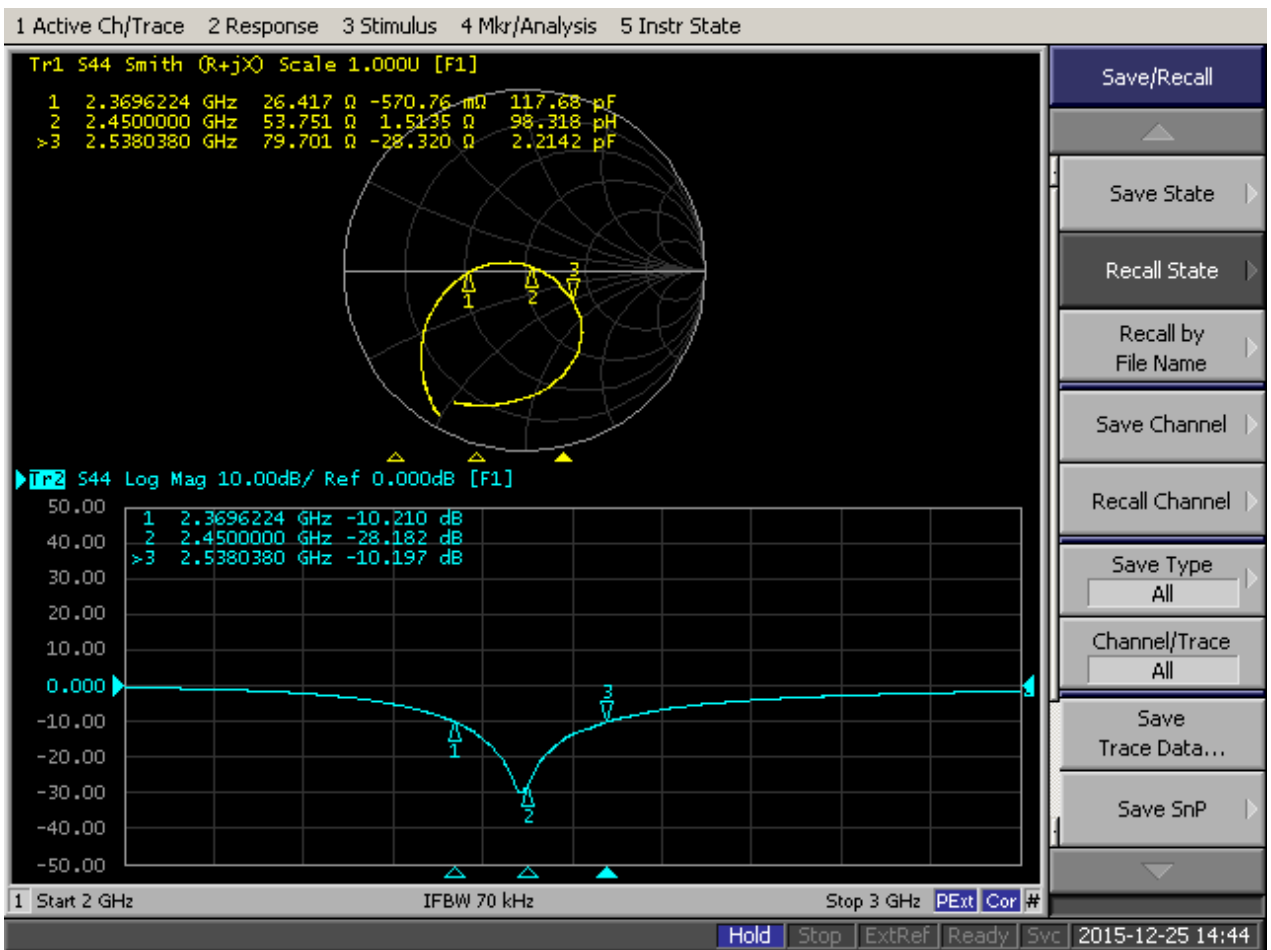 1 Active Ch/Trace 2 Response 3 Stimulus 4 Mkr/Analysis 5 Instr State
Tr1 S44 Smith (R+jX) Scale 1.000U [F1]
1 2.3696224 GHz 26.417 Ω -570.76 mΩ 117.68 pF
2 2.4500000 GHz 53.751 Ω 1.5135 Ω 98.318 pH
>3 2.5380380 GHz 79.701 Ω -28.320 Ω 2.2142 pF
3
1
2
Tr2 S44 Log Mag 10.00dB/ Ref 0.000dB [F1]
50.00
1 2.3696224 GHz -10.210 dB
40.00
2 2.4500000 GHz -28.182 dB
>3 2.5380380 GHz -10.197 dB
30.00
20.00
10.00
0.000
3
-10.00
1
-20.00
-30.00
2
-40.00
-50.00
1 Start 2 GHz IFBW 70 kHz Stop 3 GHz PExt Cor #
Save/Recall
Save State
Recall State
Recall by
File Name
Save Channel
Recall Channel
Save Type
All
Channel/Trace
All
Save
Trace Data...
Save SnP
Hold Stop ExtRef Ready Svc 2015-12-25 14:44